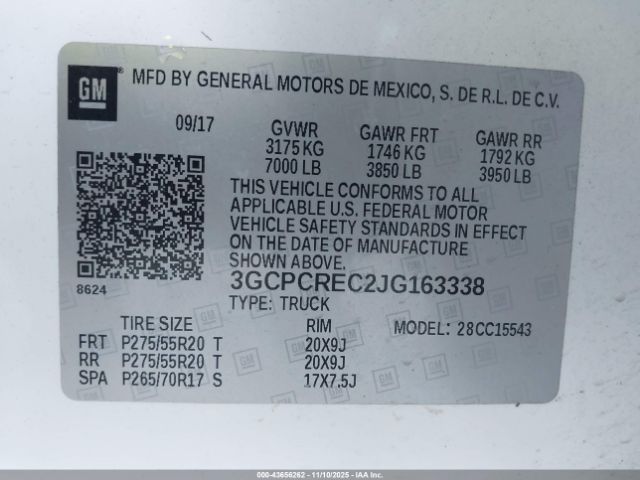 GM
MFD BY GENERAL MOTORS DE MEXICO, S. DE R.L. DE C.V.
09/17 GVWR GAWR FRT GAWR RR
3175 KG 1746 KG 1792 KG
7000 LB 3850 LB 3950 LB
THIS VEHICLE CONFORMS TO ALL
APPLICABLE U.S. FEDERAL MOTOR
VEHICLE SAFETY STANDARDS IN EFFECT
ON THE DATE OF MANUFACTURE
SHOWN ABOVE.
8624 3GCPCREC2JG163338
TYPE: TRUCK
TIRE SIZE RIM MODEL: 28CC15543
FRT P275/55R20 T 20X9J
RR P275/55R20 T 20X9J
SPA P265/70R17 S 17X7.5J
000-43656262 - 11/10/2025 - IAA Corp.